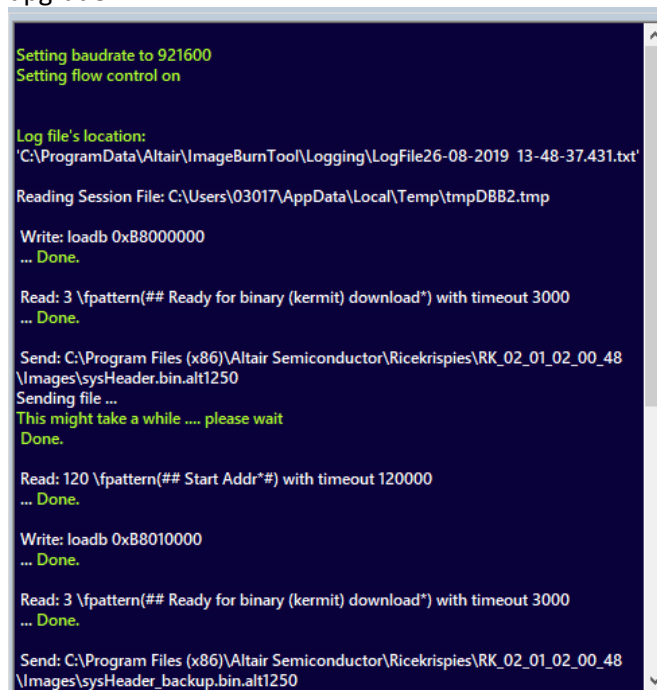 Setting baudrate to 921600
Setting flow control on
Log file's location:
'C:\ProgramData\Altair\ImageBurnTool\Logging\LogFile26-08-2019  13-48-37.431.txt'
Reading Session File: C:\Users\03017\AppData\Local\Temp\tmpDBB2.tmp
Write: loadb 0xB8000000
... Done.
Read: 3 \fpattern(## Ready for binary (kermit) download*) with timeout 3000
... Done.
Send: C:\Program Files (x86)\Altair Semiconductor\Ricekrispies\RK_02_01_02_00_48
\Images\sysHeader.bin.alt1250
Sending file ...
This might take a while .... please wait
Done.
Read: 120 \fpattern(## Start Addr*#) with timeout 120000
... Done.
Write: loadb 0xB8010000
... Done.
Read: 3 \fpattern(## Ready for binary (kermit) download*) with timeout 3000
... Done.
Send: C:\Program Files (x86)\Altair Semiconductor\Ricekrispies\RK_02_01_02_00_48
\Images\sysHeader_backup.bin.alt1250